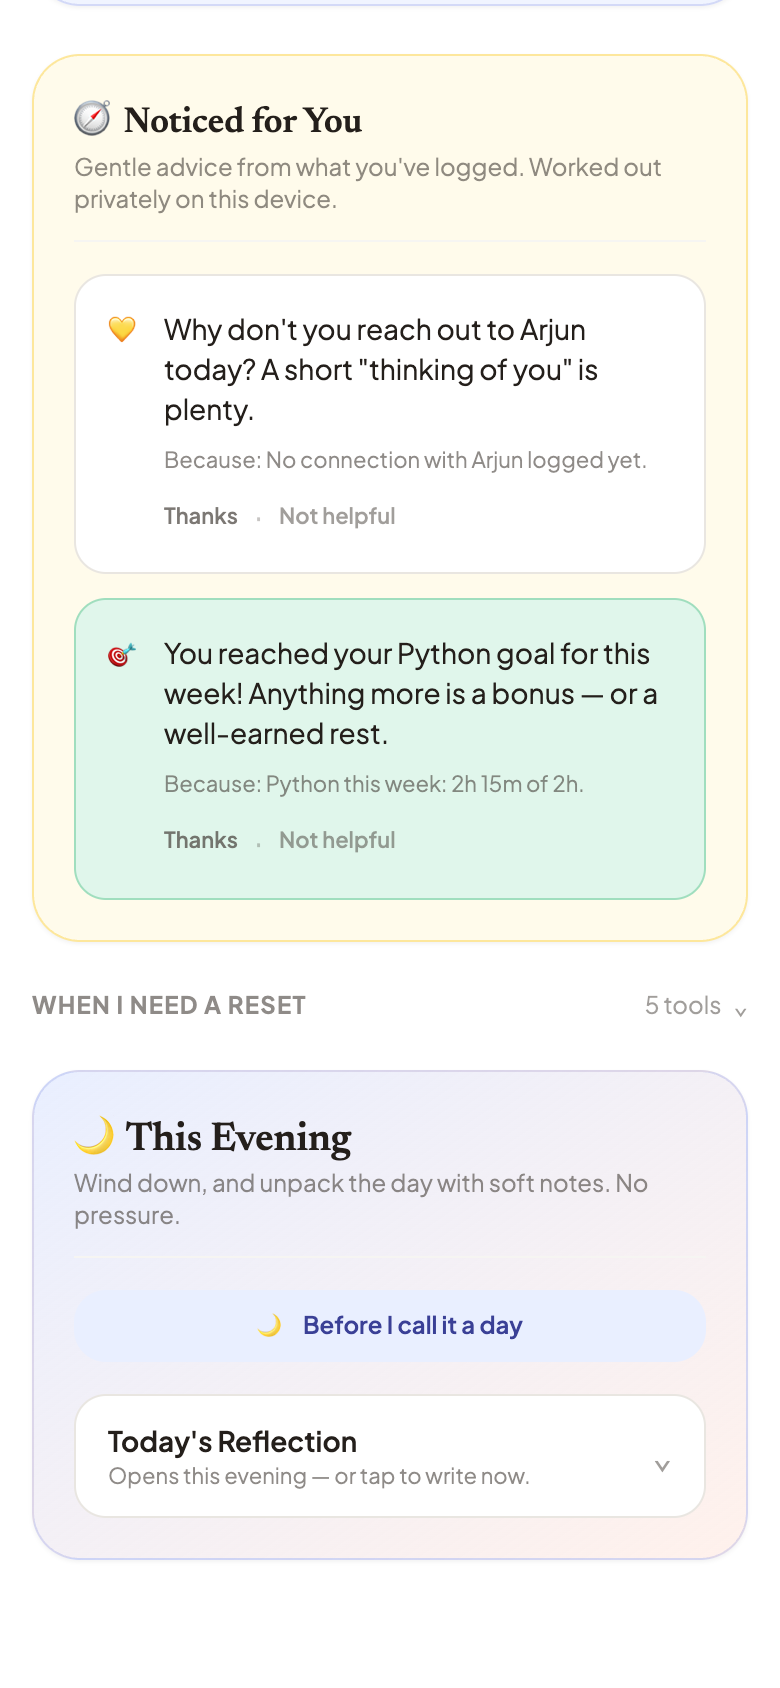 Noticed for You
Gentle advice from what you've logged. Worked out
privately on this device.
Why don't you reach out to Arjun
today? A short "thinking of you" is
plenty.
Because: No connection with Arjun logged yet.
Thanks · Not helpful
You reached your Python goal for this
week! Anything more is a bonus — or a
well-earned rest.
Because: Python this week: 2h 15m of 2h.
Thanks · Not helpful
WHEN I NEED A RESET 5 tools
This Evening
Wind down, and unpack the day with soft notes. No
pressure.
Before I call it a day
Today's Reflection
Opens this evening — or tap to write now.